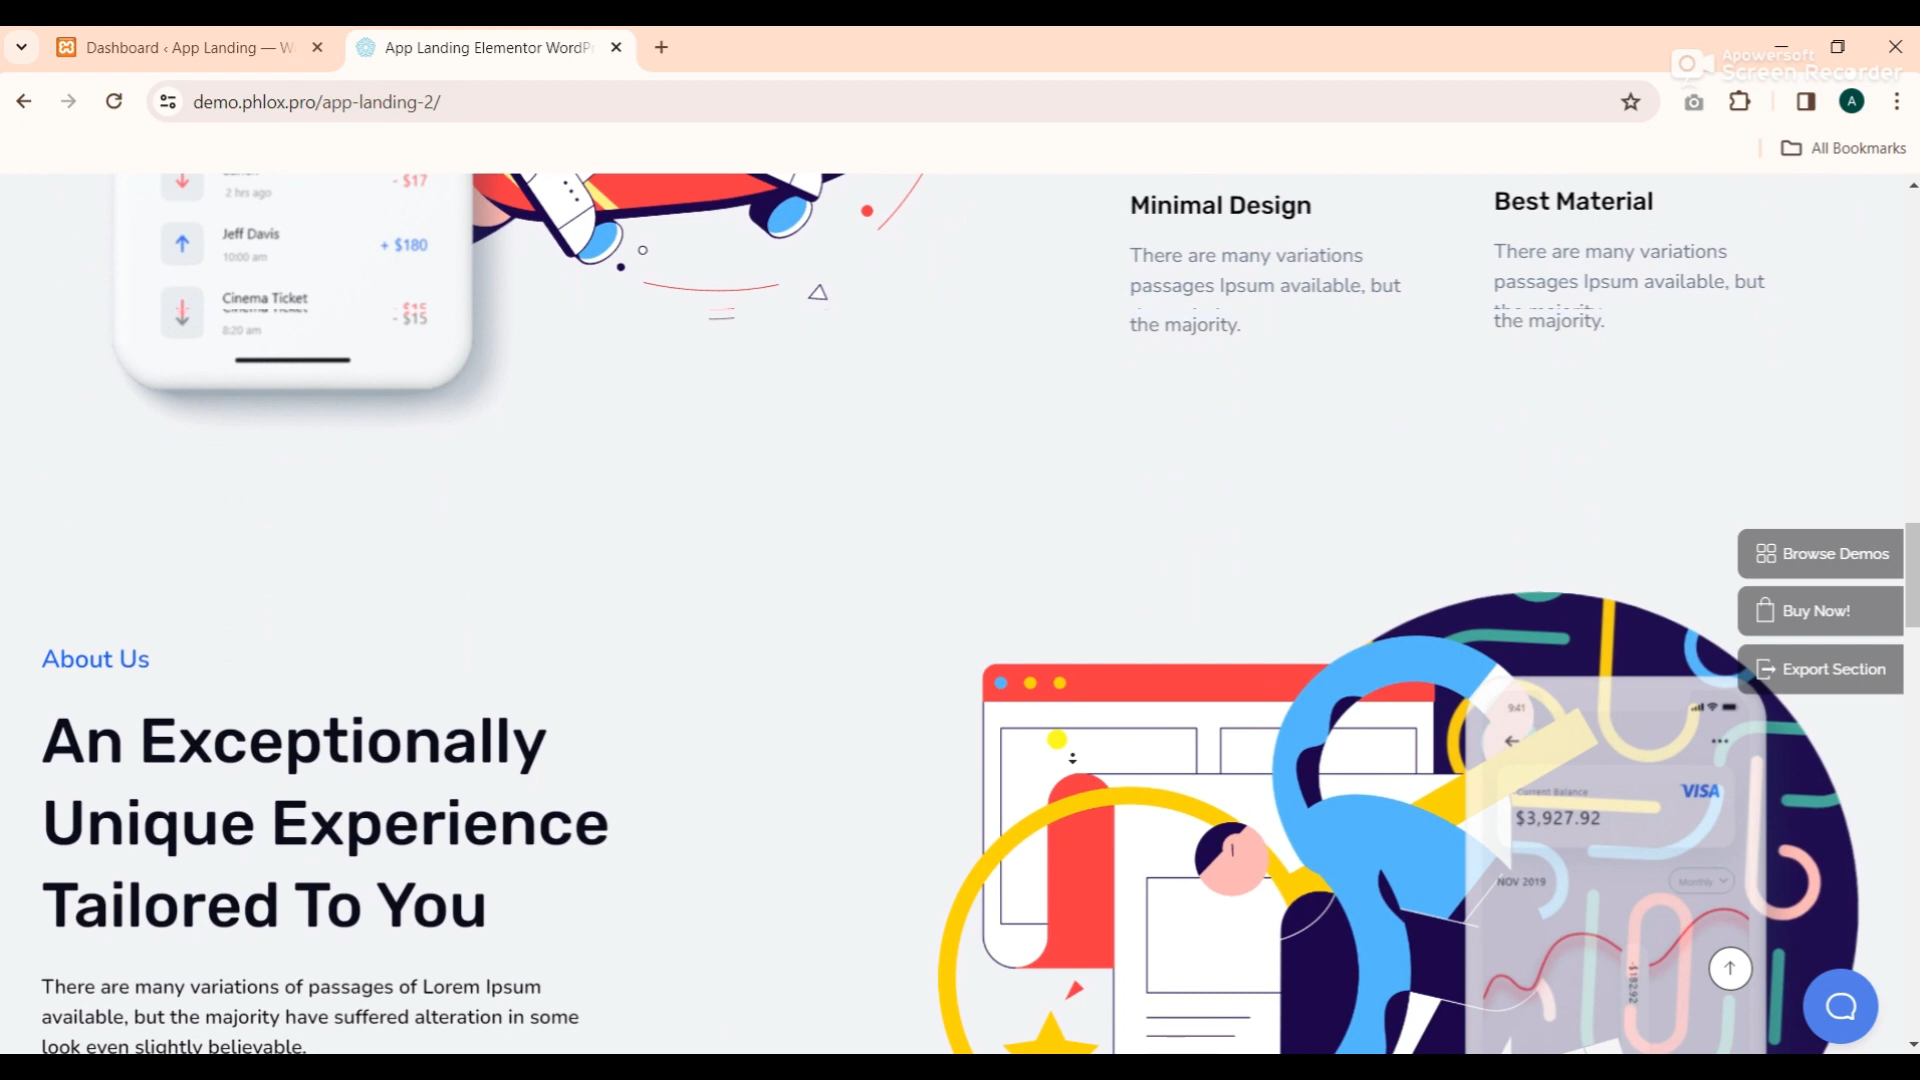 Dashboard ‹ App Landing — W
App Landing Elementor WordP
Apowersoft
Screen Recorder
demo.phlox.pro/app-landing-2/
A
All Bookmarks
2 hrs ago
- $17
Jeff Davis
10:00 am
+ $180
Cinema Ticket
8:20 am
- $15
- $15
Minimal Design
There are many variations
passages Ipsum available, but
the majority.
Best Material
There are many variations
passages Ipsum available, but
the majority.
Browse Demos
Buy Now!
Export Section
About Us
An Exceptionally
Unique Experience
Tailored To You
There are many variations of passages of Lorem Ipsum
available, but the majority have suffered alteration in some
look even slightly believable.
9:41
Current Balance
VISA
$3,927.92
NOV 2019
Monthly
-$182.92